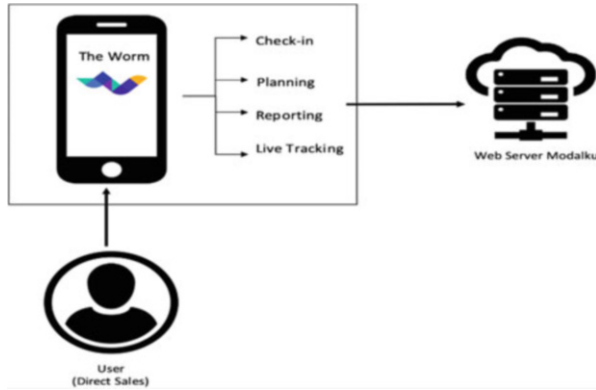 The Worm
Check-in
Planning
Reporting
Live Tracking
Web Server Modalku
User
(Direct Sales)